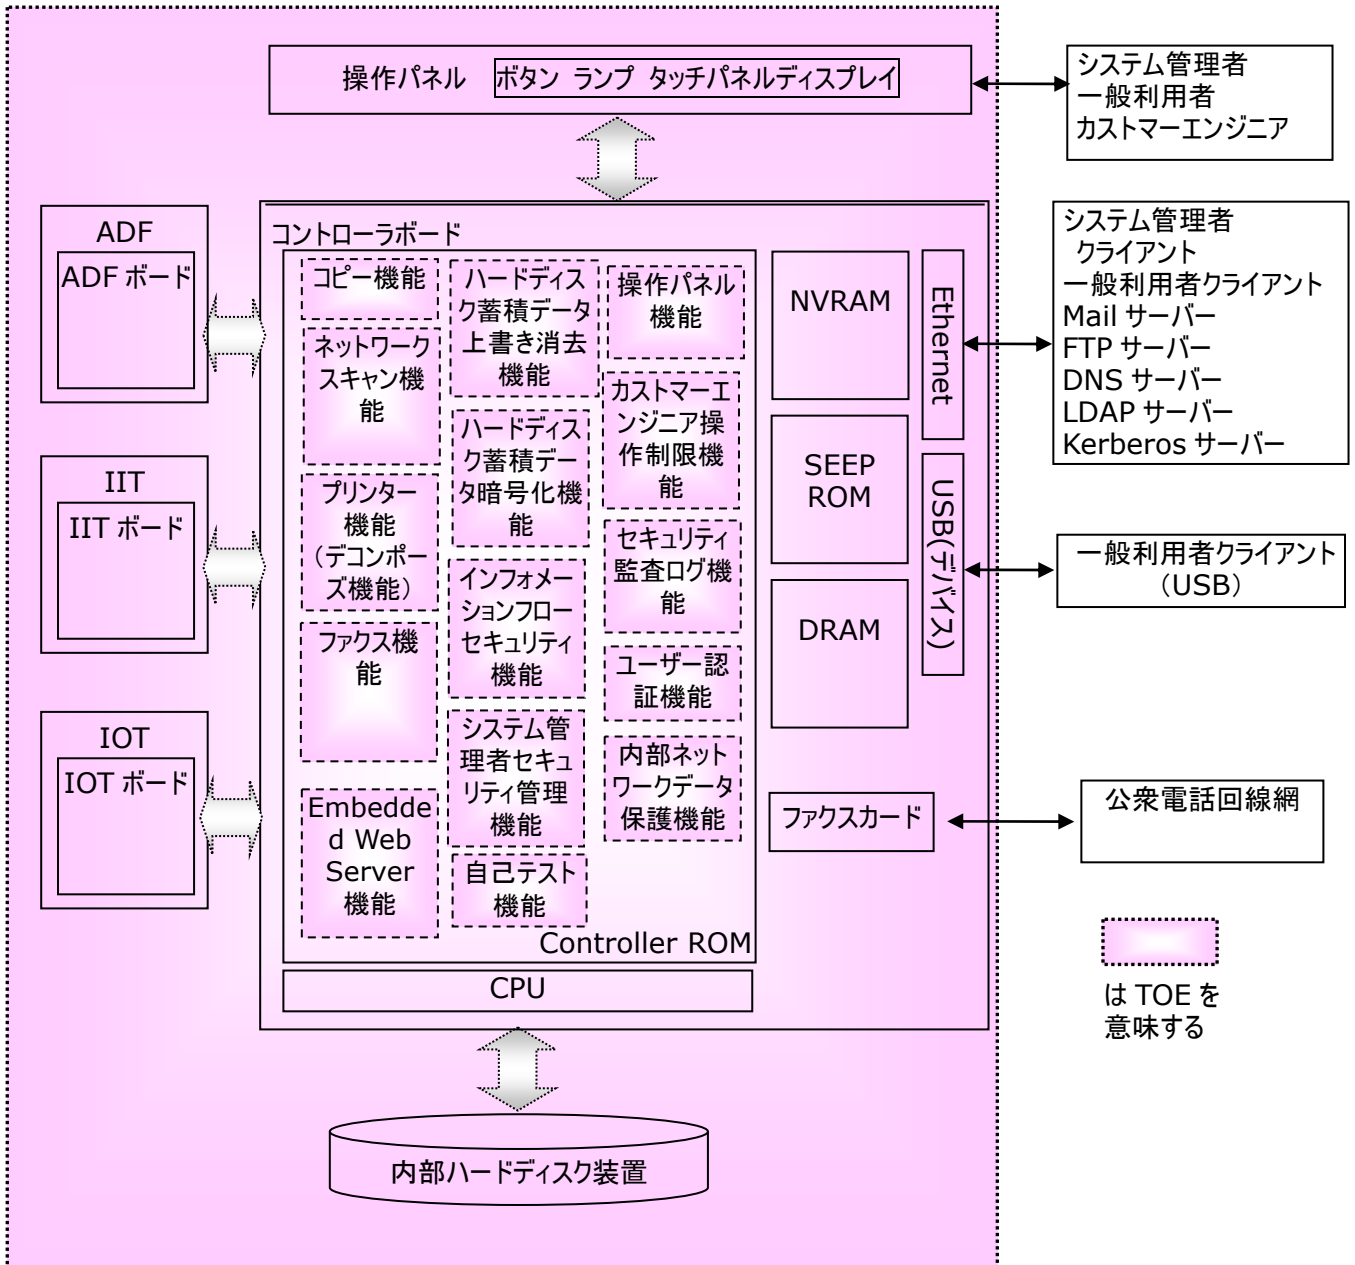 操作パネル ボタン ランプ タッチパネルディスプレイ
システム管理者
一般利用者
カストマーエンジニア
ADF
ADF ボード
IIT
IIT ボード
IOT
IOT ボード
コントローラボード
コピー機能
ネットワーク
スキャン機
能
プリンター
機能
（デコンポー
ズ機能）
ファクス機
能
Embedde
d Web
Server
機能
ハードディス
ク蓄積データ
上書き消去
機能
ハードディス
ク蓄積デー
タ暗号化機
能
インフォメー
ションフロー
セキュリティ
機能
システム管
理者セキュ
リティ管理
機能
自己テスト
機能
操作パネル
機能
カストマーエ
ンジニア操
作制限機
能
セキュリティ
監査ログ機
能
ユーザー認
証機能
内部ネット
ワークデータ
保護機能
Controller ROM
CPU
NVRAM
SEEP
ROM
DRAM
ファクスカード
Ethernet
USB(デバイス)
システム管理者
クライアント
一般利用者クライアント
Mail サーバー
FTP サーバー
DNS サーバー
LDAP サーバー
Kerberos サーバー
一般利用者クライアント
（USB）
公衆電話回線網
は TOE を
意味する
内部ハードディスク装置